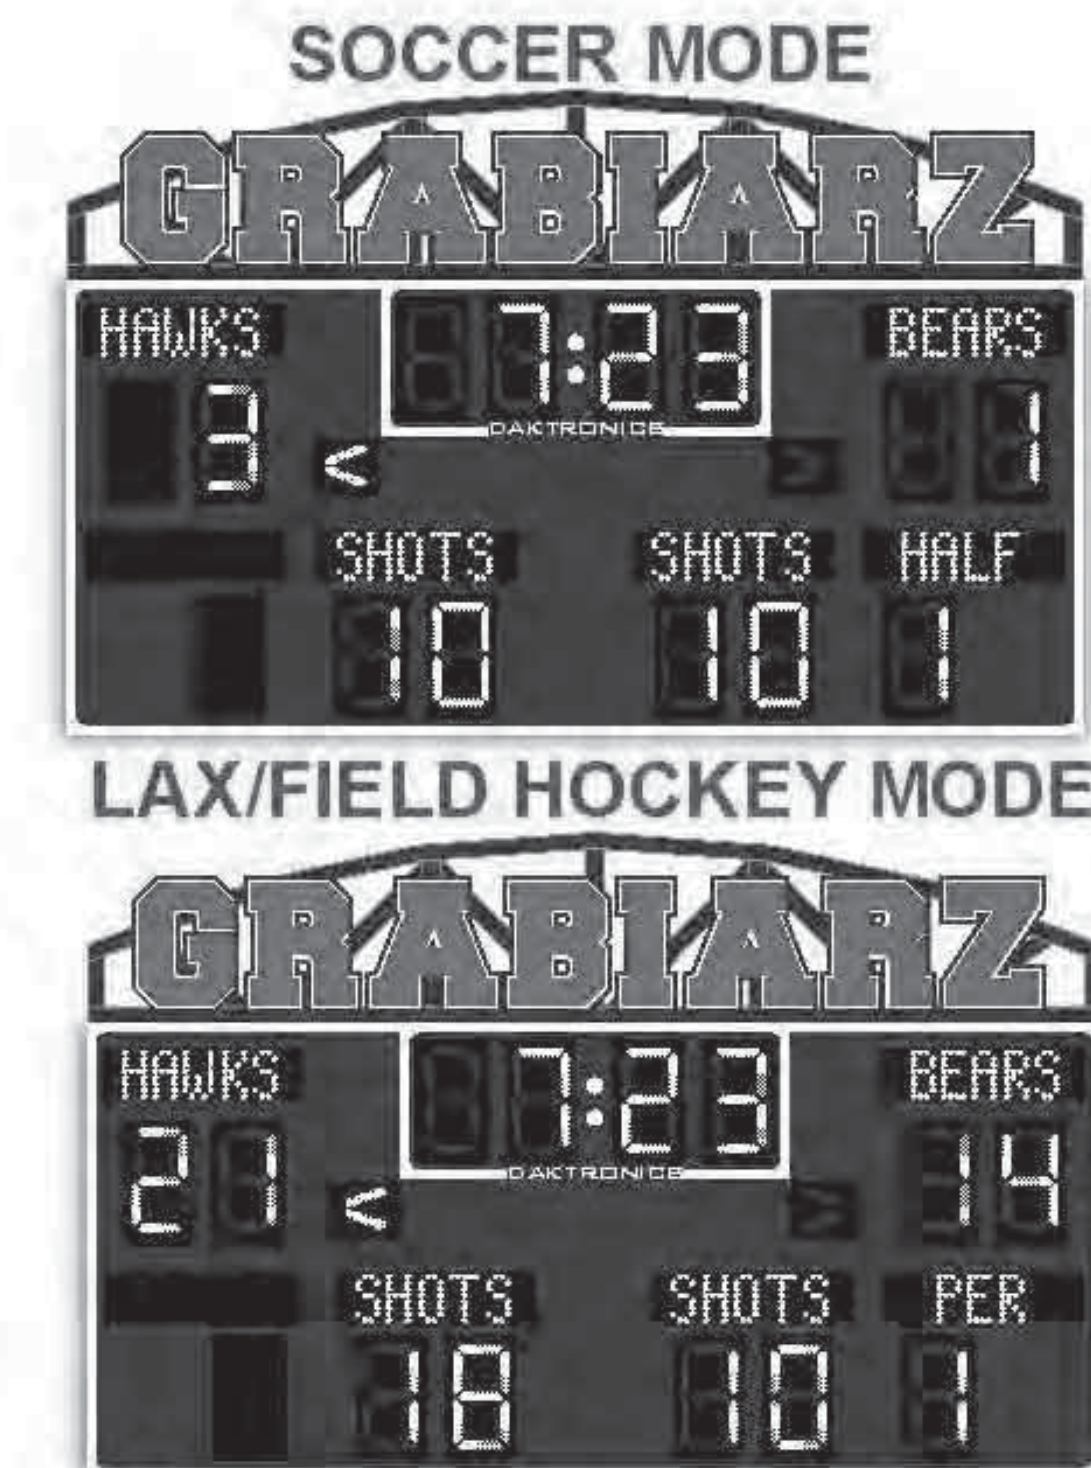 SOCCER MODE
GRABIARZ
HAWKS 7:23 BEARS
DAKTRONICS
3 < 1
SHOTS SHOTS HALF
10 10 1
LAX/FIELD HOCKEY MODE
GRABIARZ
HAWKS 7:23 BEARS
DAKTRONICS
21 < 14
SHOTS SHOTS PER
18 10 1